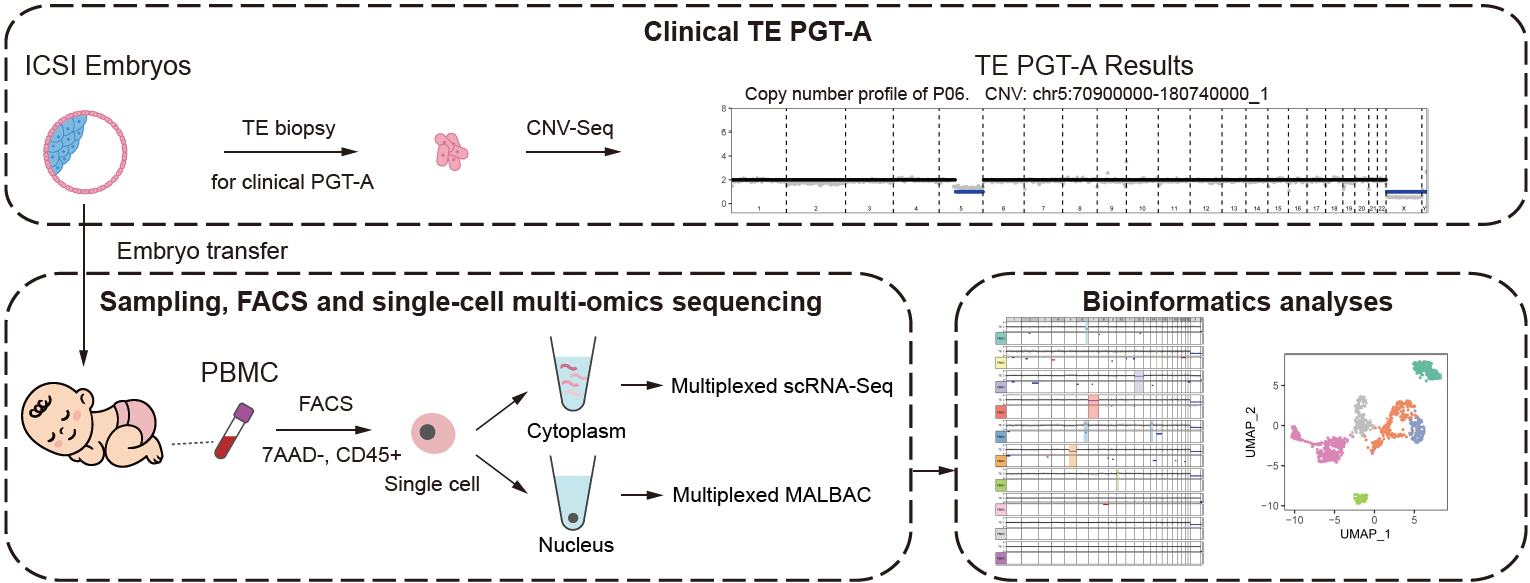 Clinical TE PGT-A
ICSI Embryos
TE biopsy
for clinical PGT-A
CNV-Seq
TE PGT-A Results
Copy number profile of P06. CNV: chr5:70900000-180740000_1
8
6
4
2
0
1 2 3 4 5 6 7 8 9 10 11 12 13 14 15 16 17 18 19 20 21 22 X Y
Embryo transfer
Sampling, FACS and single-cell multi-omics sequencing
PBMC
FACS
7AAD-, CD45+
Single cell
Cytoplasm
Nucleus
Multiplexed scRNA-Seq
Multiplexed MALBAC
Bioinformatics analyses
UMAP_2
5
0
−5
−10
−10 −5 0 5
UMAP_1